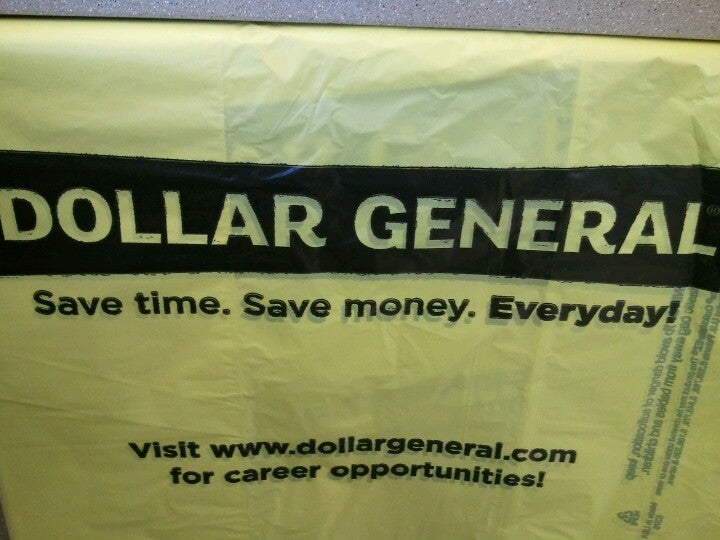 DOLLAR GENERAL
Save time. Save money. Everyday!
Visit www.dollargeneral.com
for career opportunities!